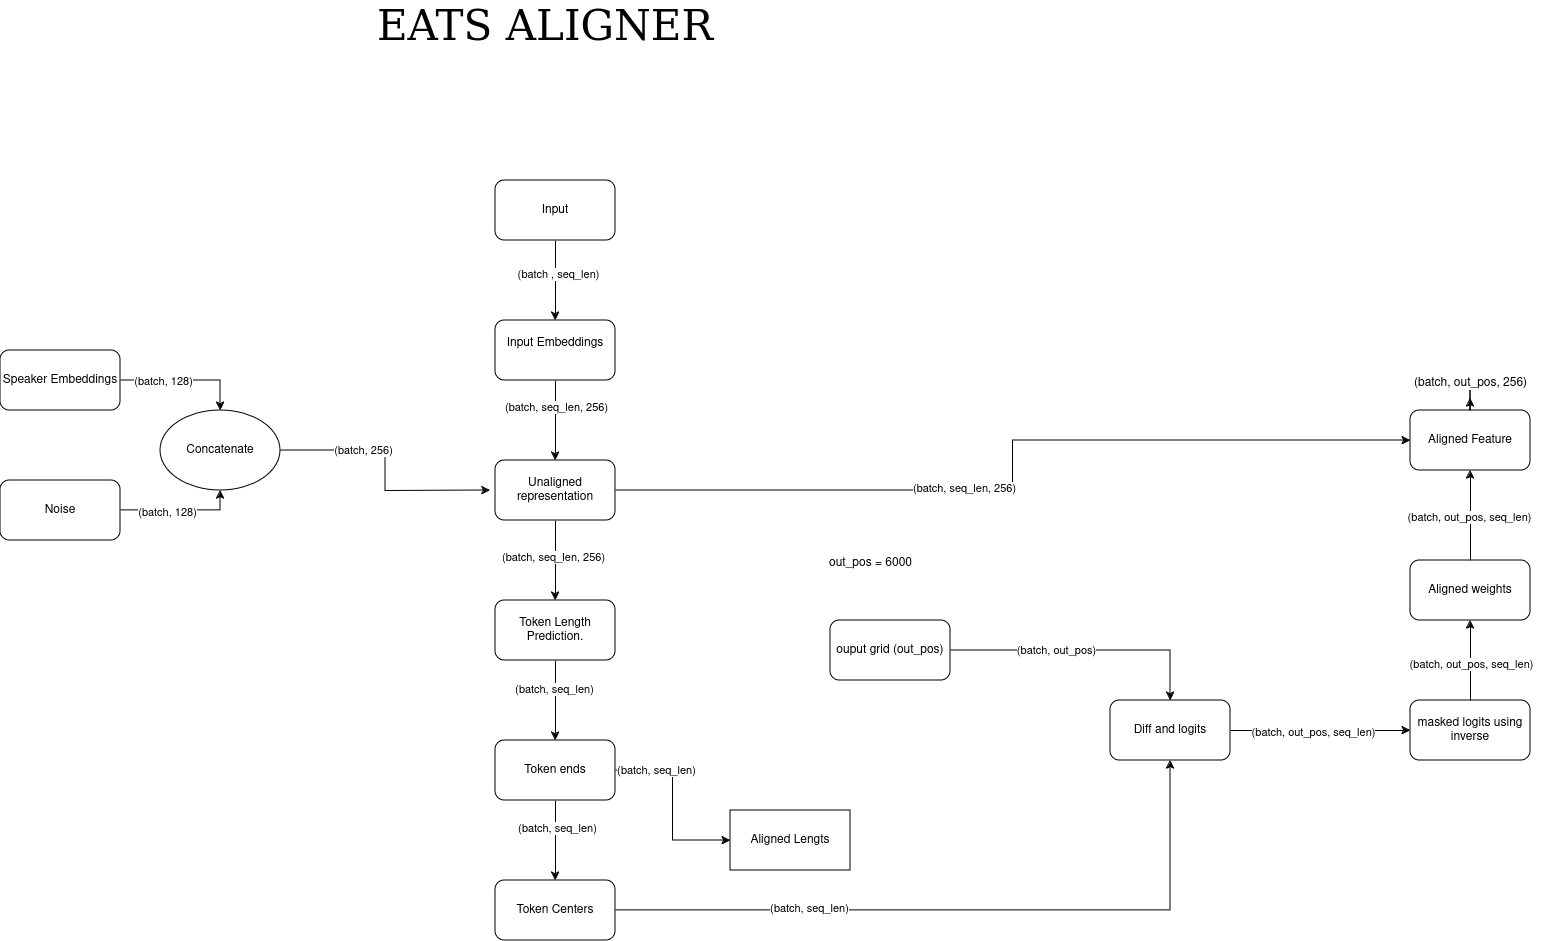 EATS ALIGNER
Input
(batch , seq_len)
Input Embeddings
(batch, seq_len, 256)
Speaker Embeddings
(batch, 128)
Concatenate
(batch, 256)
Noise
(batch, 128)
Unaligned
representation
(batch, seq_len, 256)
(batch, seq_len, 256)
Token Length
Prediction.
(batch, seq_len)
Token ends
(batch, seq_len)
Aligned Lengts
(batch, seq_len)
Token Centers
(batch, seq_len)
out_pos = 6000
ouput grid (out_pos)
(batch, out_pos)
Diff and logits
(batch, out_pos, seq_len)
masked logits using
inverse
(batch, out_pos, seq_len)
Aligned weights
(batch, out_pos, seq_len)
Aligned Feature
(batch, out_pos, 256)